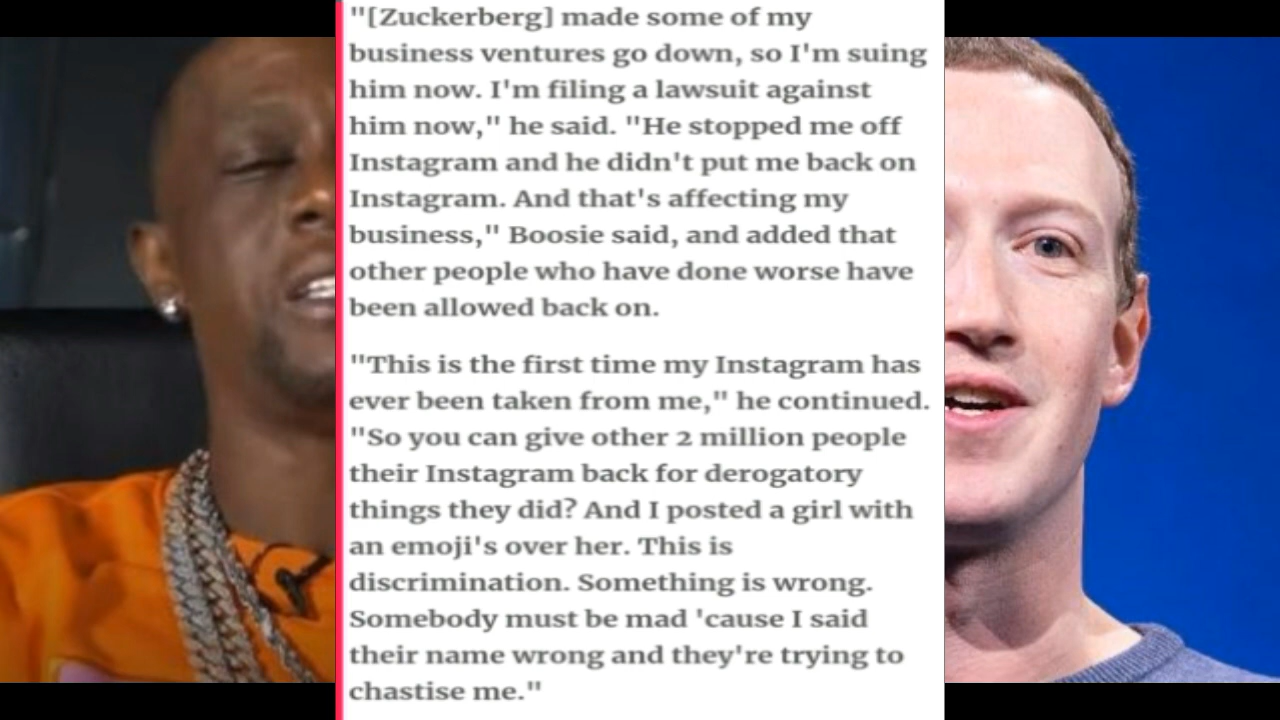 "[Zuckerberg] made some of my
business ventures go down, so I'm suing
him now. I'm filing a lawsuit against
him now," he said. "He stopped me off
Instagram and he didn't put me back on
Instagram. And that's affecting my
business," Boosie said, and added that
other people who have done worse have
been allowed back on.
"This is the first time my Instagram has
ever been taken from me," he continued.
"So you can give other 2 million people
their Instagram back for derogatory
things they did? And I posted a girl with
an emoji's over her. This is
discrimination. Something is wrong.
Somebody must be mad 'cause I said
their name wrong and they're trying to
chastise me."